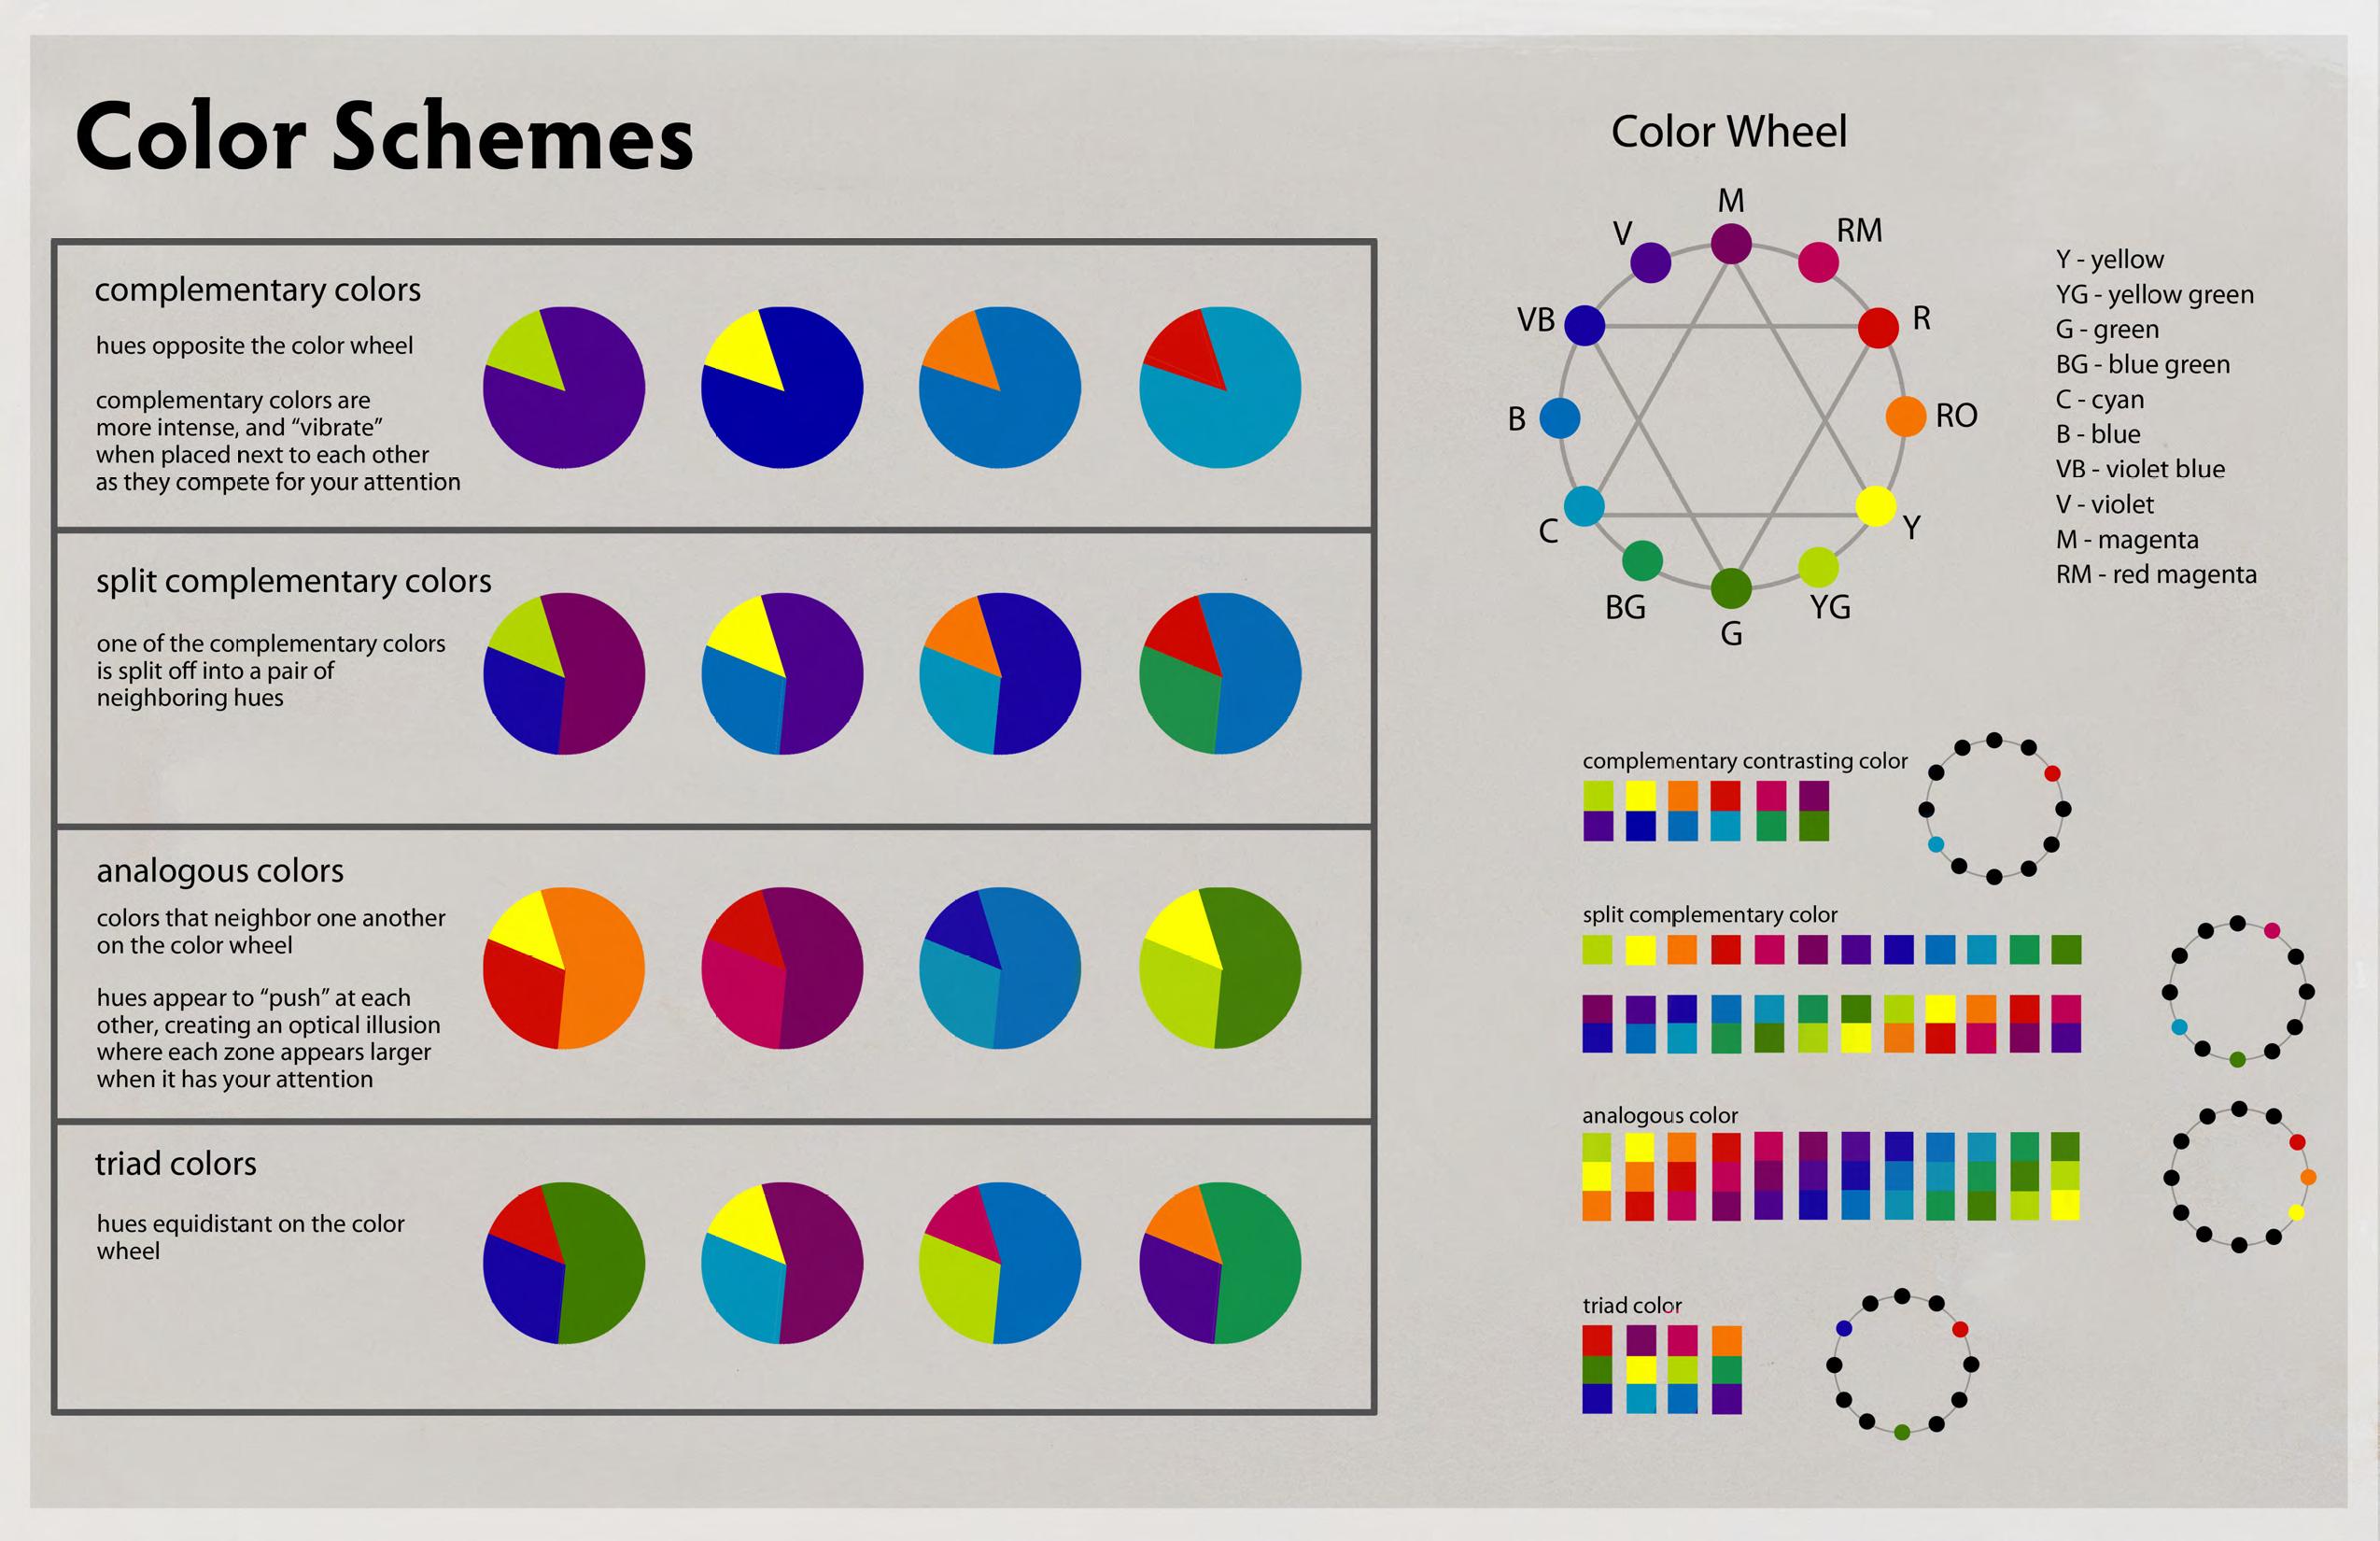 Color Schemes
complementary colors
hues opposite the color wheel
complementary colors are
more intense, and “vibrate”
when placed next to each other
as they compete for your attention
split complementary colors
one of the complementary colors
is split off into a pair of
neighboring hues
analogous colors
colors that neighbor one another
on the color wheel
hues appear to “push” at each
other, creating an optical illusion
where each zone appears larger
when it has your attention
triad colors
hues equidistant on the color
wheel
Color Wheel
M
RM
R
RO
Y
YG
G
BG
C
B
VB
V
Y - yellow
YG - yellow green
G - green
BG - blue green
C - cyan
B - blue
VB - violet blue
V - violet
M - magenta
RM - red magenta
complementary contrasting color
split complementary color
analogous color
triad color